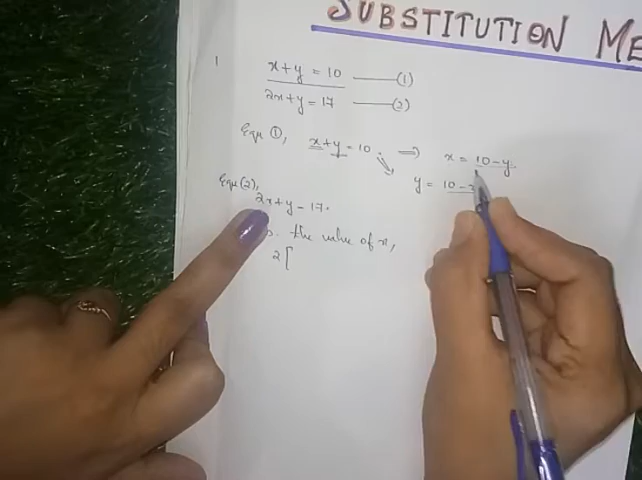 SUBSTITUTION ME
1
x+y = 10 —— (1)
2x+y = 17 —— (2)
Eqn ①, x+y = 10 ⇒ x = 10-y
y = 10-
Eqn (2),
2x+y - 17.
the value of x,
2[